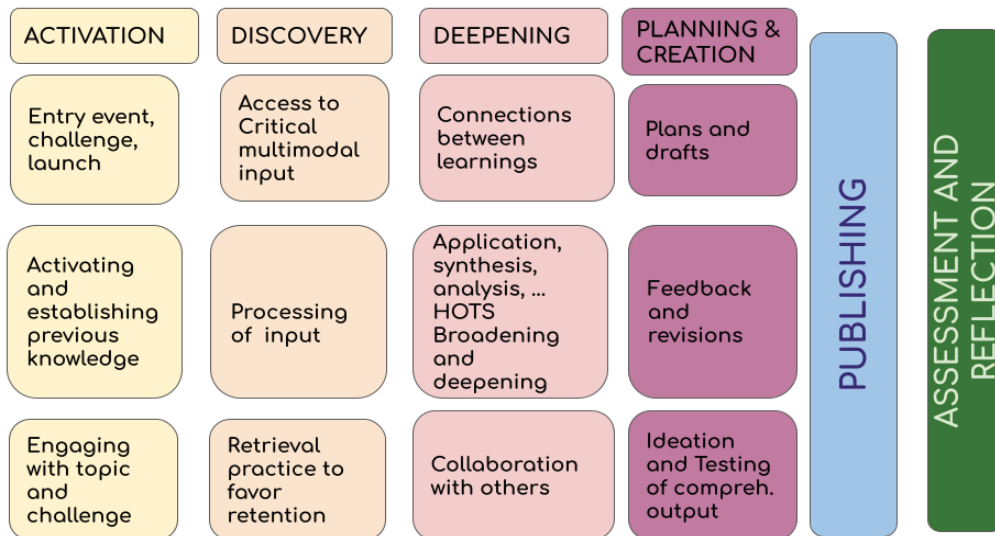 ACTIVATION
Entry event,
challenge,
launch
Activating
and
establishing
previous
knowledge
Engaging
with topic
and
challenge
DISCOVERY
Access to
Critical
multimodal
input
Processing
of input
Retrieval
practice to
favor
retention
DEEPENING
Connections
between
learnings
Application,
synthesis,
analysis, ...
HOTS
Broadening
and
deepening
Collaboration
with others
PLANNING &
CREATION
Plans and
drafts
Feedback
and
revisions
Ideation
and Testing
of compreh.
output
PUBLISHING
ASSESSMENT AND
REFLECTION